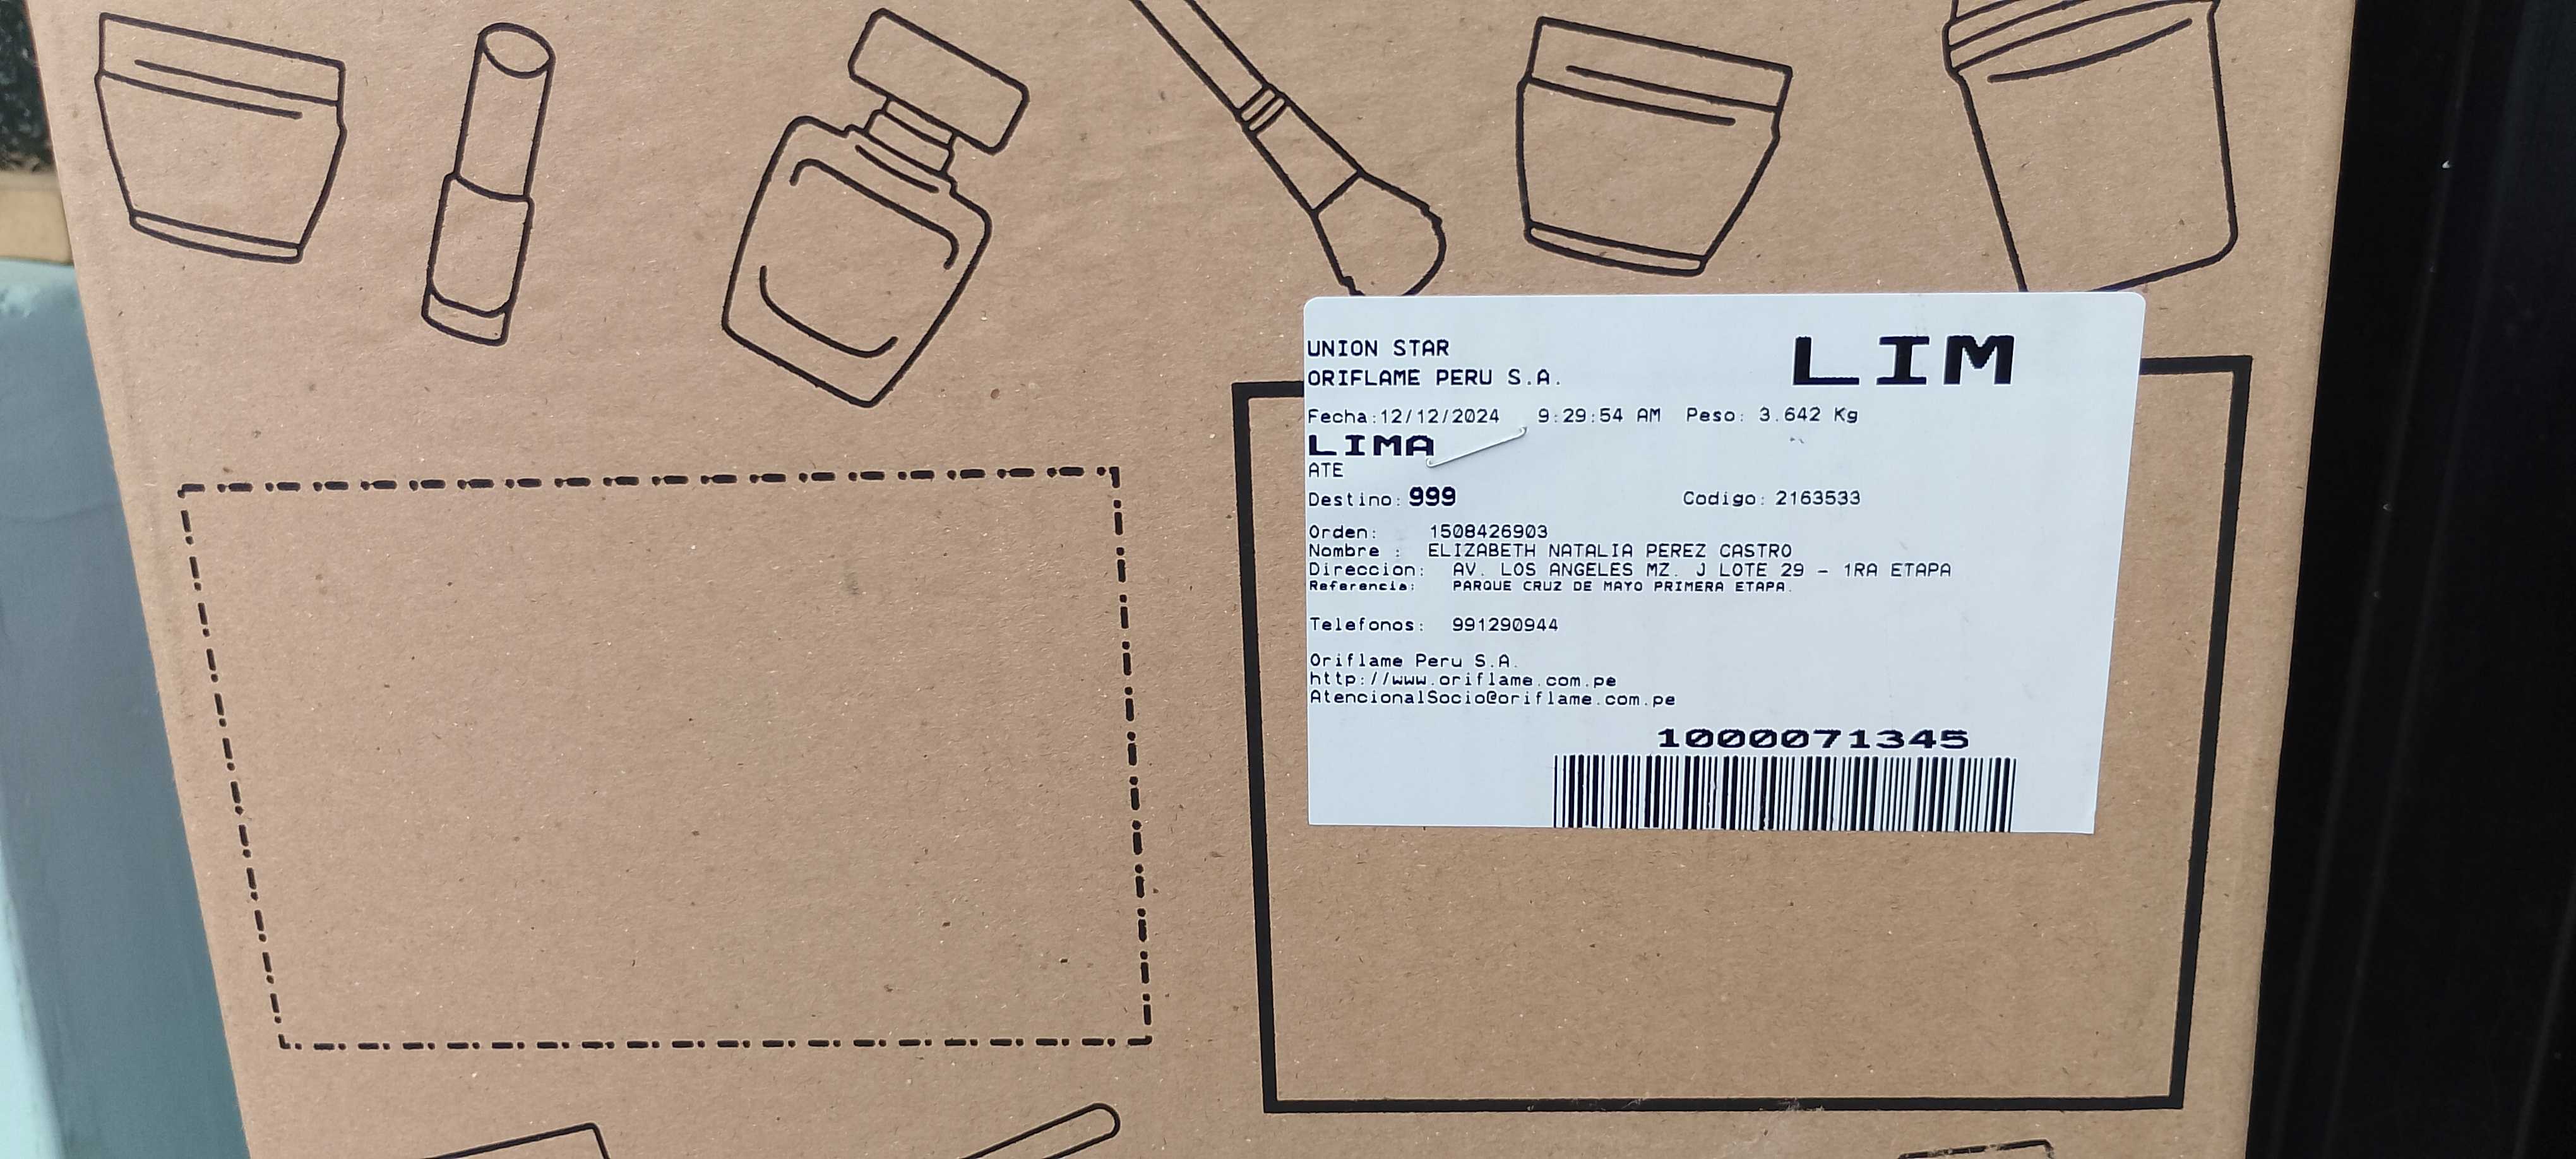 UNION STAR
LIM
ORIFLAME PERU S.A.
Fecha:12/12/2024 9:29:54 AM Peso: 3.642 Kg
LIMA
ATE
Destino: 999 Codigo: 2163533
Orden: 1508426903
Nombre : ELIZABETH NATALIA PEREZ CASTRO
Direccion: AV. LOS ANGELES MZ. J LOTE 29 - 1RA ETAPA
Referencia: PARQUE CRUZ DE MAYO PRIMERA ETAPA.
Telefonos: 991290944
Oriflame Peru S.A.
http://www.oriflame.com.pe
AtencionalSocio@oriflame.com.pe
1000071345